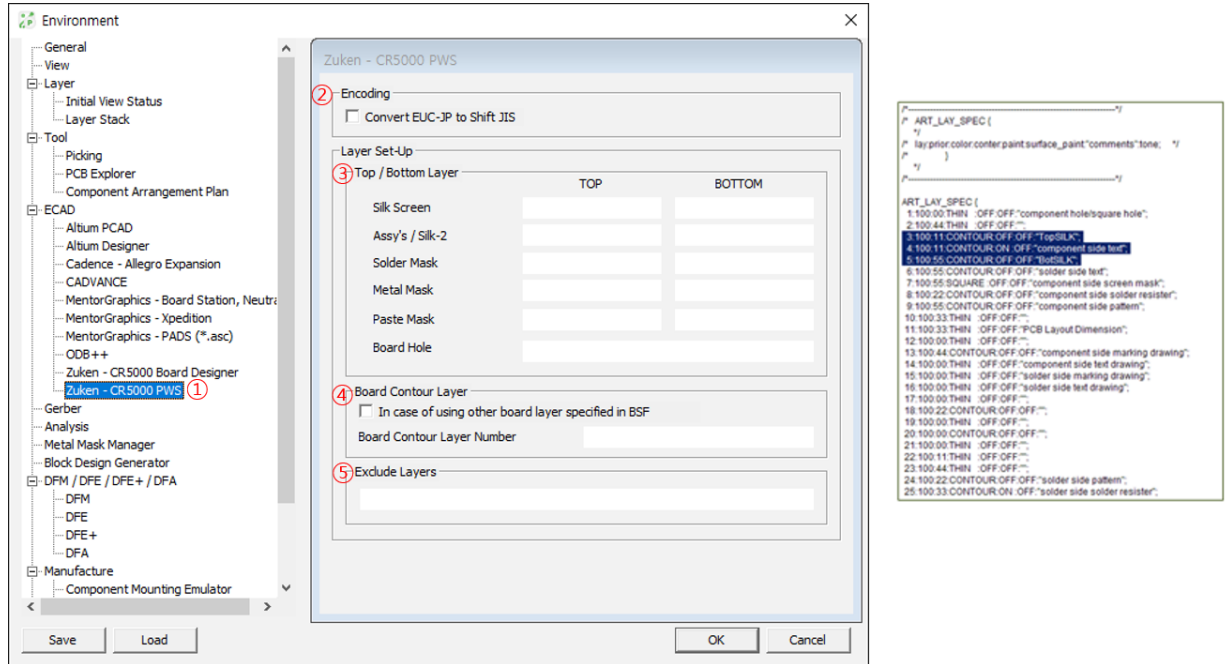 Environment
General
View
Layer
Initial View Status
Layer Stack
Tool
Picking
PCB Explorer
Component Arrangement Plan
ECAD
Altium PCAD
Altium Designer
Cadence - Allegro Expansion
CADVANCE
MentorGraphics - Board Station, Neutra
MentorGraphics - Xpedition
MentorGraphics - PADS (*.asc)
ODB++
Zuken - CR5000 Board Designer
Zuken - CR5000 PWS ①
Gerber
Analysis
Metal Mask Manager
Block Design Generator
DFM / DFE / DFE+ / DFA
DFM
DFE
DFE+
DFA
Manufacture
Component Mounting Emulator
Save Load
Zuken - CR5000 PWS
② Encoding
Convert EUC-JP to Shift JIS
Layer Set-Up
③ Top / Bottom Layer
TOP BOTTOM
Silk Screen
Assy's / Silk-2
Solder Mask
Metal Mask
Paste Mask
Board Hole
④ Board Contour Layer
In case of using other board layer specified in BSF
Board Contour Layer Number
⑤ Exclude Layers
OK Cancel
/*--------------------------------------------------*/
/* ART_LAY_SPEC {
*/
/* lay:prior:color:conter:paint:surface_paint:"comments":tone; */
/* }
*/
/*--------------------------------------------------*/
ART_LAY_SPEC {
1:100:00:THIN :OFF:OFF:"component hole/square hole";
2:100:44:THIN :OFF:OFF:"";
3:100:11:CONTOUR:OFF:OFF:"TopSILK";
4:100:11:CONTOUR:ON :OFF:"component side text";
5:100:55:CONTOUR:OFF:OFF:"BotSILK";
6:100:55:CONTOUR:OFF:OFF:"solder side text";
7:100:55:SQUARE :OFF:OFF:"component side screen mask";
8:100:22:CONTOUR:OFF:OFF:"component side solder resister";
9:100:55:CONTOUR:OFF:OFF:"component side pattern";
10:100:33:THIN :OFF:OFF:"";
11:100:33:THIN :OFF:OFF:"PCB Layout Dimension";
12:100:00:THIN :OFF:OFF:"";
13:100:44:CONTOUR:OFF:OFF:"component side marking drawing";
14:100:00:THIN :OFF:OFF:"component side text drawing";
15:100:00:THIN :OFF:OFF:"solder side marking drawing";
16:100:00:THIN :OFF:OFF:"solder side text drawing";
17:100:00:THIN :OFF:OFF:"";
18:100:22:CONTOUR:OFF:OFF:"";
19:100:00:THIN :OFF:OFF:"";
20:100:00:CONTOUR:OFF:OFF:"";
21:100:00:THIN :OFF:OFF:"";
22:100:11:THIN :OFF:OFF:"";
23:100:44:THIN :OFF:OFF:"";
24:100:22:CONTOUR:OFF:OFF:"solder side pattern";
25:100:33:CONTOUR:ON :OFF:"solder side solder resister";